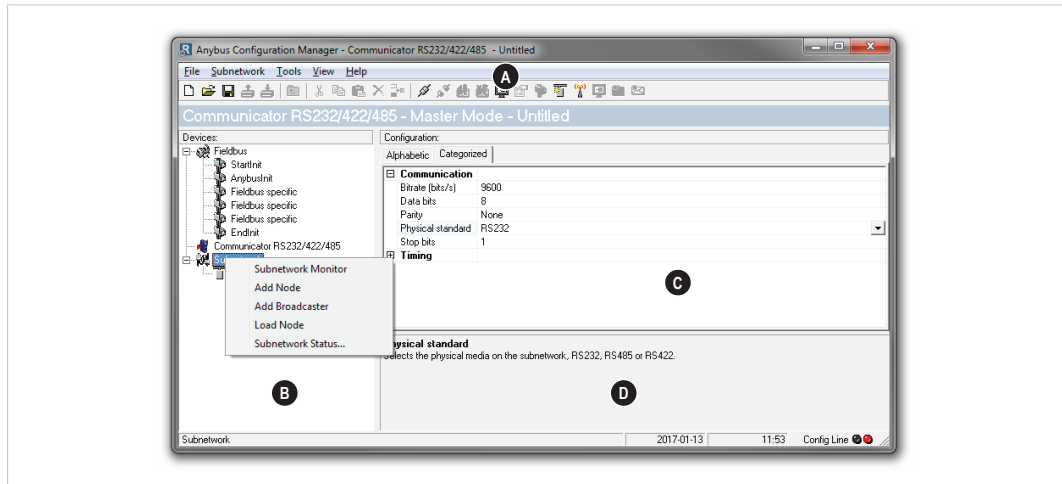 Anybus Configuration Manager - Communicator RS232/422/485 - Untitled
File Subnetwork Tools View Help
A
Communicator RS232/422/485 - Master Mode - Untitled
Devices:
Fieldbus
StartInit
AnybusInit
Fieldbus specific
Fieldbus specific
Fieldbus specific
EndInit
Communicator RS232/422/485
Subnetwork Monitor
Add Node
Add Broadcaster
Load Node
Subnetwork Status...
B
Configuration:
Alphabetic Categorized
Communication
Bitrate (bits/s) 9600
Data bits 8
Parity None
Physical standard RS232
Stop bits 1
Timing
C
Physical standard
Selects the physical media on the subnetwork, RS232, RS485 or RS422.
D
Subnetwork 2017-01-13 11:53 Config Line